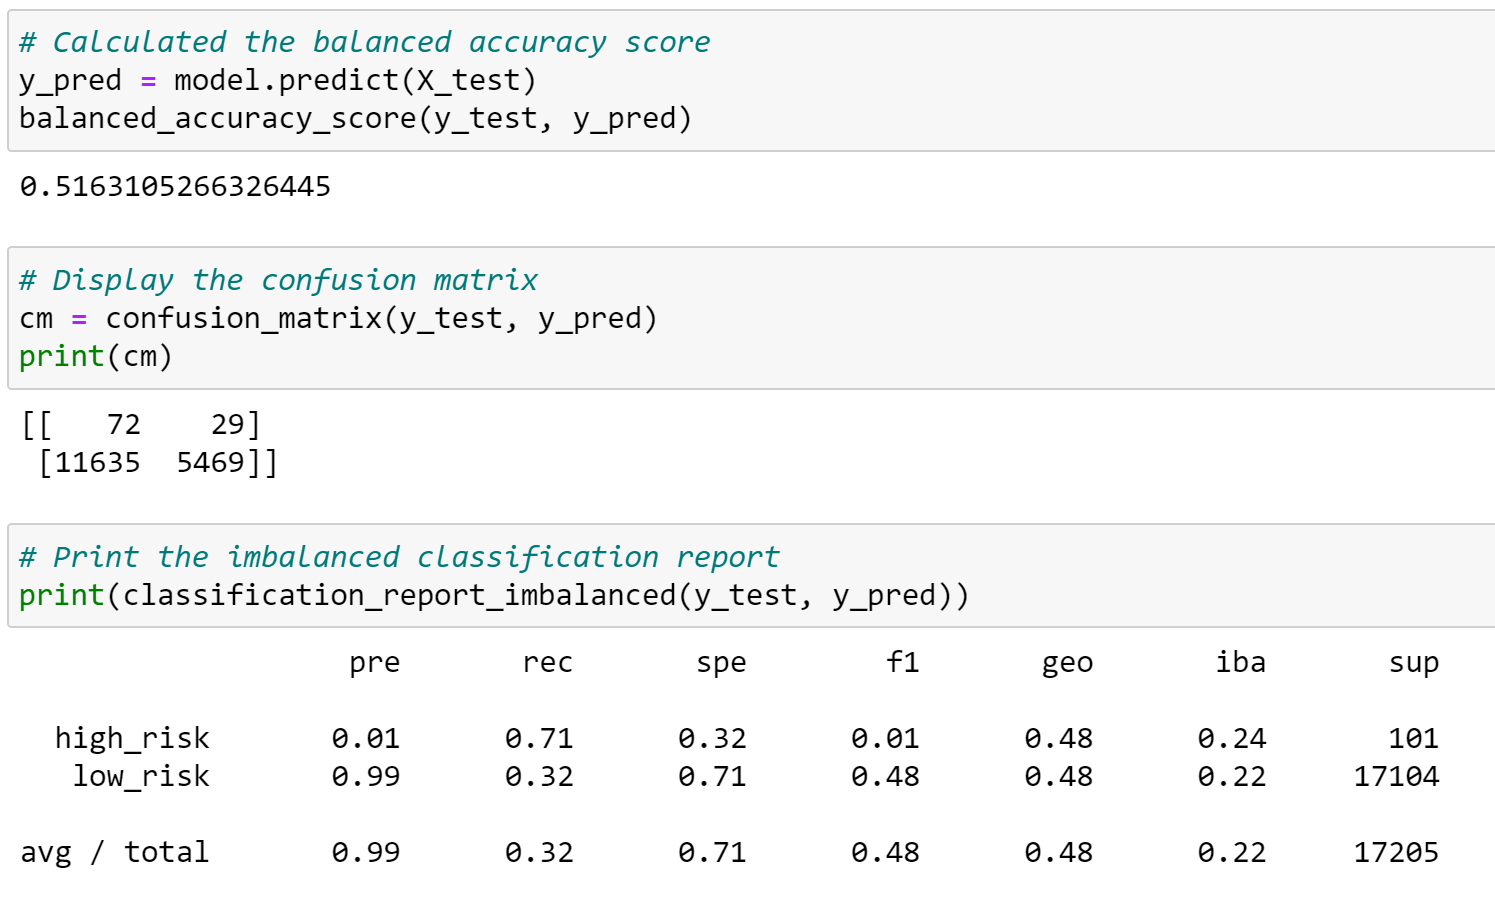 # Calculated the balanced accuracy score
y_pred = model.predict(X_test)
balanced_accuracy_score(y_test, y_pred)
0.5163105266326445
# Display the confusion matrix
cm = confusion_matrix(y_test, y_pred)
print(cm)
[[   72    29]
 [11635  5469]]
# Print the imbalanced classification report
print(classification_report_imbalanced(y_test, y_pred))
                   pre       rec       spe        f1       geo       iba       sup
  high_risk       0.01      0.71      0.32      0.01      0.48      0.24       101
   low_risk       0.99      0.32      0.71      0.48      0.48      0.22     17104
avg / total       0.99      0.32      0.71      0.48      0.48      0.22     17205